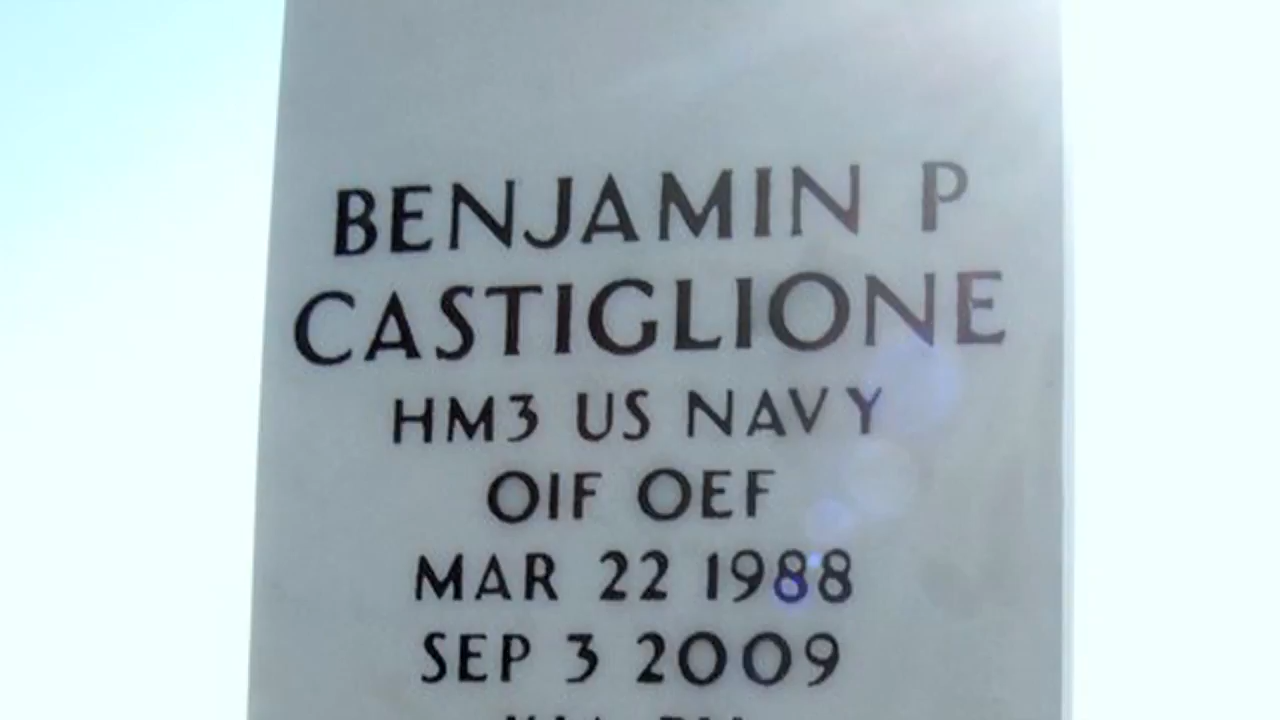 BENJAMIN P
CASTIGLIONE
HM3 US NAVY
OIF OEF
MAR 22 1988
SEP 3 2009